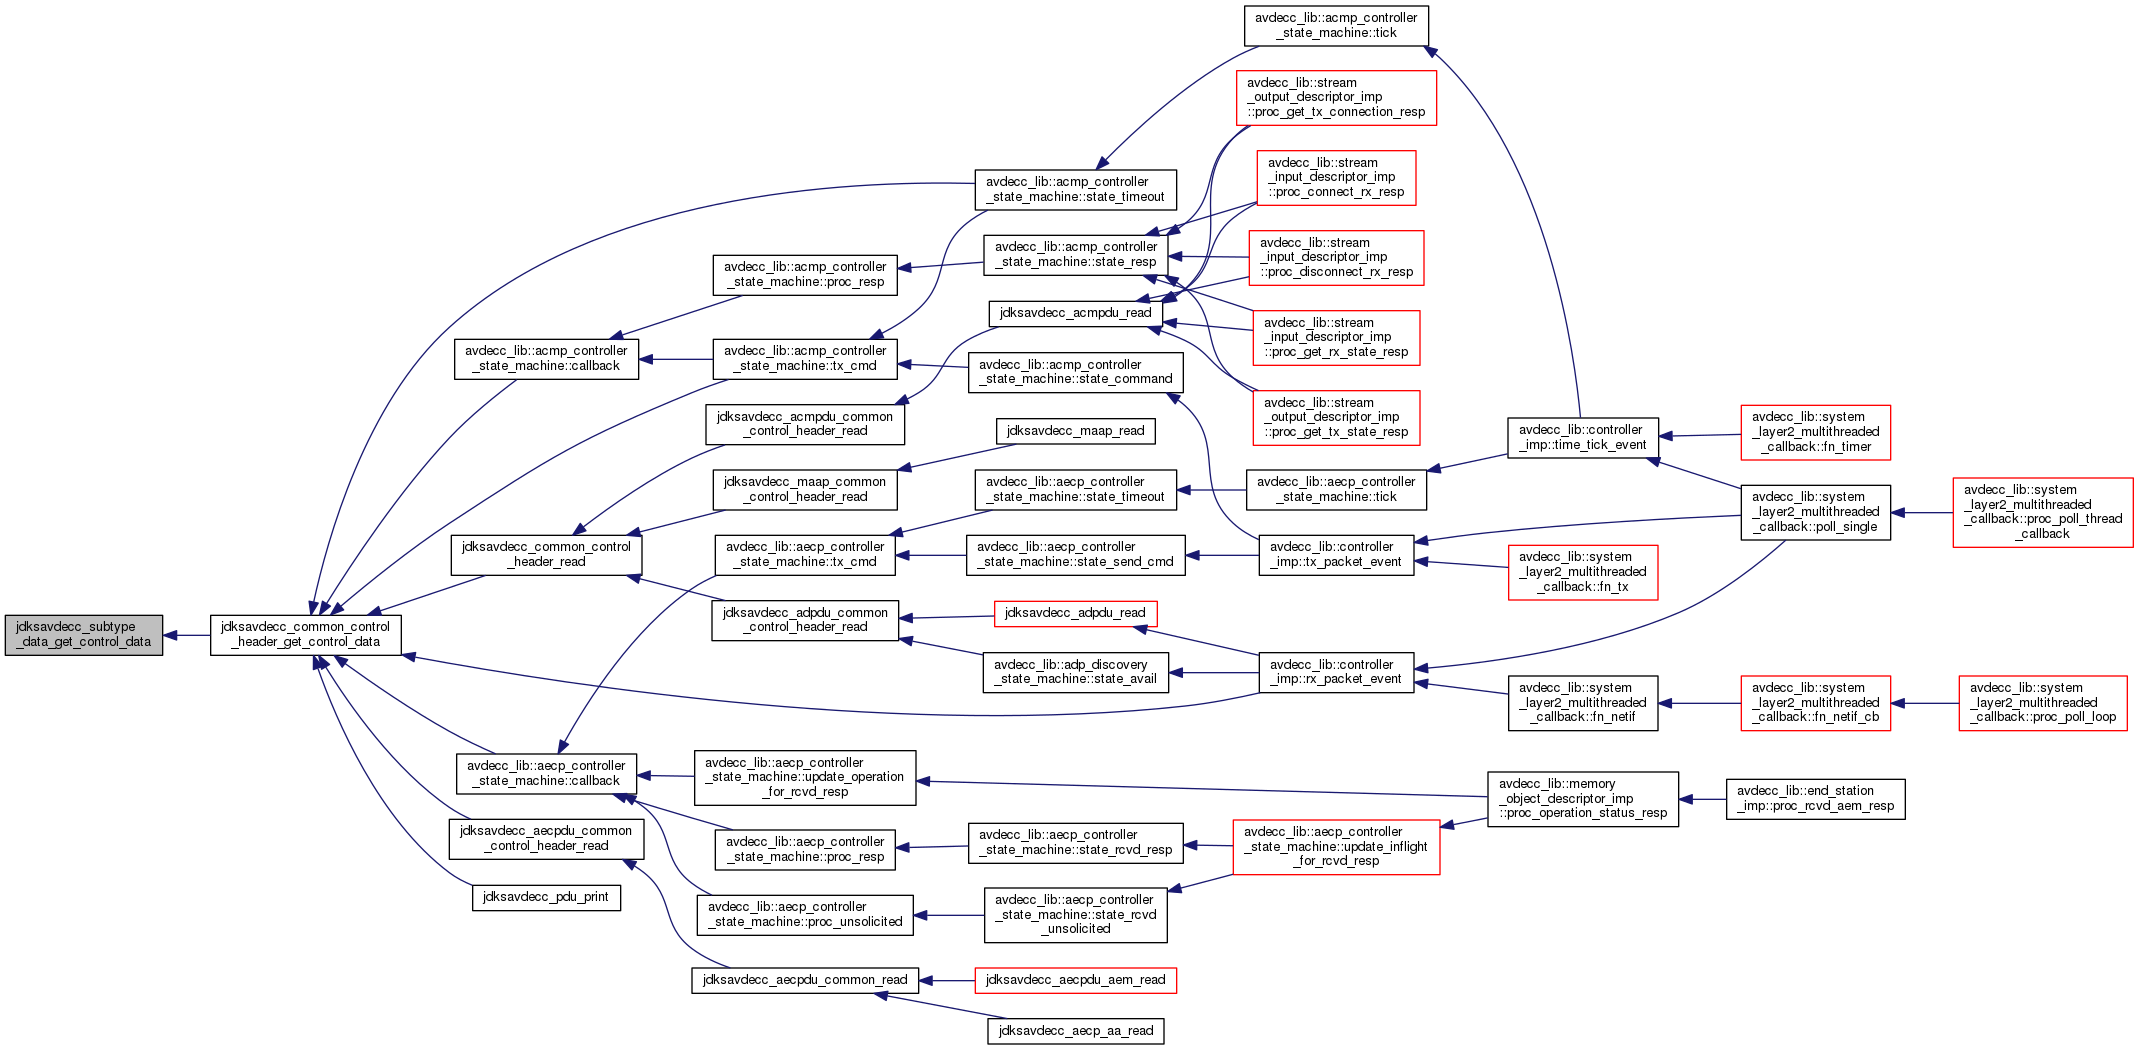 jdksavdecc_subtype
_data_get_control_data
jdksavdecc_common_control
_header_get_control_data
avdecc_lib::acmp_controller
_state_machine::callback
jdksavdecc_common_control
_header_read
avdecc_lib::aecp_controller
_state_machine::callback
jdksavdecc_aecpdu_common
_control_header_read
jdksavdecc_pdu_print
avdecc_lib::acmp_controller
_state_machine::proc_resp
avdecc_lib::acmp_controller
_state_machine::tx_cmd
jdksavdecc_acmpdu_common
_control_header_read
jdksavdecc_maap_common
_control_header_read
avdecc_lib::aecp_controller
_state_machine::tx_cmd
jdksavdecc_adpdu_common
_control_header_read
avdecc_lib::aecp_controller
_state_machine::update_operation
_for_rcvd_resp
avdecc_lib::aecp_controller
_state_machine::proc_resp
avdecc_lib::aecp_controller
_state_machine::proc_unsolicited
jdksavdecc_aecpdu_common_read
avdecc_lib::acmp_controller
_state_machine::state_timeout
avdecc_lib::acmp_controller
_state_machine::state_resp
jdksavdecc_acmpdu_read
avdecc_lib::acmp_controller
_state_machine::state_command
jdksavdecc_maap_read
avdecc_lib::aecp_controller
_state_machine::state_timeout
avdecc_lib::aecp_controller
_state_machine::state_send_cmd
jdksavdecc_adpdu_read
avdecc_lib::adp_discovery
_state_machine::state_avail
avdecc_lib::aecp_controller
_state_machine::state_rcvd_resp
avdecc_lib::aecp_controller
_state_machine::state_rcvd
_unsolicited
jdksavdecc_aecpdu_aem_read
jdksavdecc_aecp_aa_read
avdecc_lib::acmp_controller
_state_machine::tick
avdecc_lib::stream
_output_descriptor_imp
::proc_get_tx_connection_resp
avdecc_lib::stream
_input_descriptor_imp
::proc_connect_rx_resp
avdecc_lib::stream
_input_descriptor_imp
::proc_disconnect_rx_resp
avdecc_lib::stream
_input_descriptor_imp
::proc_get_rx_state_resp
avdecc_lib::stream
_output_descriptor_imp
::proc_get_tx_state_resp
avdecc_lib::aecp_controller
_state_machine::tick
avdecc_lib::controller
_imp::tx_packet_event
avdecc_lib::controller
_imp::rx_packet_event
avdecc_lib::aecp_controller
_state_machine::update_inflight
_for_rcvd_resp
avdecc_lib::controller
_imp::time_tick_event
avdecc_lib::system
_layer2_multithreaded
_callback::fn_tx
avdecc_lib::system
_layer2_multithreaded
_callback::fn_netif
avdecc_lib::memory
_object_descriptor_imp
::proc_operation_status_resp
avdecc_lib::system
_layer2_multithreaded
_callback::fn_timer
avdecc_lib::system
_layer2_multithreaded
_callback::poll_single
avdecc_lib::system
_layer2_multithreaded
_callback::fn_netif_cb
avdecc_lib::end_station
_imp::proc_rcvd_aem_resp
avdecc_lib::system
_layer2_multithreaded
_callback::proc_poll_thread
_callback
avdecc_lib::system
_layer2_multithreaded
_callback::proc_poll_loop